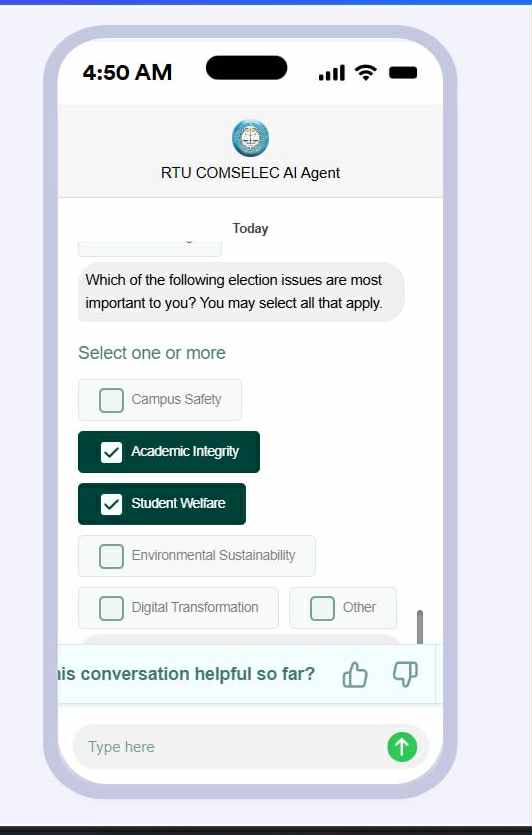 4:50 AM
RTU COMSELEC AI Agent
Today
Which of the following election issues are most
important to you? You may select all that apply.
Select one or more
Campus Safety
Academic Integrity
Student Welfare
Environmental Sustainability
Digital Transformation
Other
conversation helpful so far?
Type here